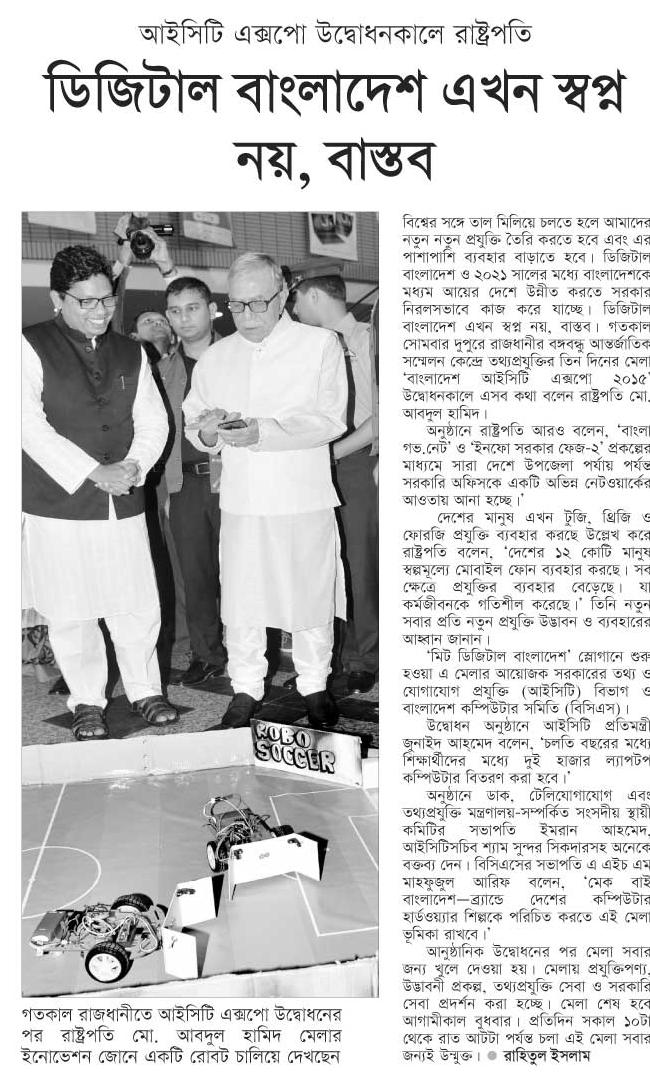 আইসিটি এক্সপো উদ্বোধনকালে রাষ্ট্রপতি
ডিজিটাল বাংলাদেশ এখন স্বপ্ন
নয়, বাস্তব
ROBO
SOCCER
গতকাল রাজধানীতে আইসিটি এক্সপো উদ্বোধনের
পর রাষ্ট্রপতি মো. আবদুল হামিদ মেলার
ইনোভেশন জোনে একটি রোবট চালিয়ে দেখছেন
বিশ্বের সঙ্গে তাল মিলিয়ে চলতে হলে আমাদের
নতুন নতুন প্রযুক্তি তৈরি করতে হবে এবং এর
পাশাপাশি ব্যবহার বাড়াতে হবে। ডিজিটাল
বাংলাদেশ ও ২০২১ সালের মধ্যে বাংলাদেশকে
মধ্যম আয়ের দেশে উন্নীত করতে সরকার
নিরলসভাবে কাজ করে যাচ্ছে। ডিজিটাল
বাংলাদেশ এখন স্বপ্ন নয়, বাস্তব। গতকাল
সোমবার দুপুরে রাজধানীর বঙ্গবন্ধু আন্তর্জাতিক
সম্মেলন কেন্দ্রে তথ্যপ্রযুক্তির তিন দিনের মেলা
‘বাংলাদেশ আইসিটি এক্সপো ২০১৫’
উদ্বোধনকালে এসব কথা বলেন রাষ্ট্রপতি মো.
আবদুল হামিদ।
অনুষ্ঠানে রাষ্ট্রপতি আরও বলেন, ‘বাংলা
গভ.নেট’ ও ‘ইনফো সরকার ফেজ-২’ প্রকল্পের
মাধ্যমে সারা দেশে উপজেলা পর্যায় পর্যন্ত
সরকারি অফিসকে একটি অভিন্ন নেটওয়ার্কের
আওতায় আনা হচ্ছে।’
দেশের মানুষ এখন টুজি, থ্রিজি ও
ফোরজি প্রযুক্তি ব্যবহার করছে উল্লেখ করে
রাষ্ট্রপতি বলেন, ‘দেশের ১২ কোটি মানুষ
স্বল্পমূল্যে মোবাইল ফোন ব্যবহার করছে। সব
ক্ষেত্রে প্রযুক্তির ব্যবহার বেড়েছে। যা
কর্মজীবনকে গতিশীল করেছে।’ তিনি নতুন
সবার প্রতি নতুন প্রযুক্তি উদ্ভাবন ও ব্যবহারের
আহ্বান জানান।
‘মিট ডিজিটাল বাংলাদেশ’ স্লোগানে শুরু
হওয়া এ মেলার আয়োজক সরকারের তথ্য ও
যোগাযোগ প্রযুক্তি (আইসিটি) বিভাগ ও
বাংলাদেশ কম্পিউটার সমিতি (বিসিএস)।
উদ্বোধন অনুষ্ঠানে আইসিটি প্রতিমন্ত্রী
জুনাইদ আহমেদ বলেন, ‘চলতি বছরের মধ্যে
শিক্ষার্থীদের মধ্যে দুই হাজার ল্যাপটপ
কম্পিউটার বিতরণ করা হবে।’
অনুষ্ঠানে ডাক, টেলিযোগাযোগ এবং
তথ্যপ্রযুক্তি মন্ত্রণালয়-সম্পর্কিত সংসদীয় স্থায়ী
কমিটির সভাপতি ইমরান আহমেদ,
আইসিটিসচিব শ্যাম সুন্দর সিকদারসহ অনেকে
বক্তব্য দেন। বিসিএসের সভাপতি এ এইচ এম
মাহফুজুল আরিফ বলেন, ‘মেক বাই
বাংলাদেশ—ব্র্যান্ডে দেশের কম্পিউটার
হার্ডওয়্যার শিল্পকে পরিচিত করতে এই মেলা
ভূমিকা রাখবে।’
আনুষ্ঠানিক উদ্বোধনের পর মেলা সবার
জন্য খুলে দেওয়া হয়। মেলায় প্রযুক্তিপণ্য,
উদ্ভাবনী প্রকল্প, তথ্যপ্রযুক্তি সেবা ও সরকারি
সেবা প্রদর্শন করা হচ্ছে। মেলা শেষ হবে
আগামীকাল বুধবার। প্রতিদিন সকাল ১০টা
থেকে রাত আটটা পর্যন্ত চলা এই মেলা সবার
জন্যই উন্মুক্ত। ● রাহিতুল ইসলাম